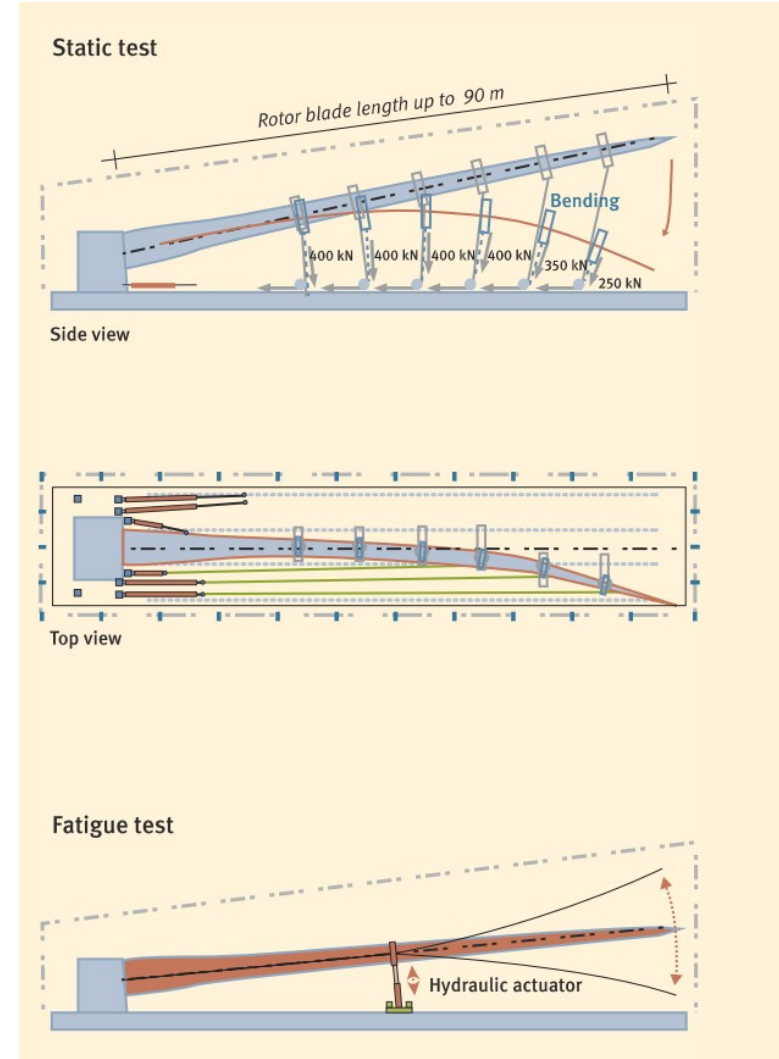 Static test
Rotor blade length up to 90 m
Bending
400 kN
400 kN
400 kN
400 kN
350 kN
250 kN
Side view
Top view
Fatigue test
Hydraulic actuator